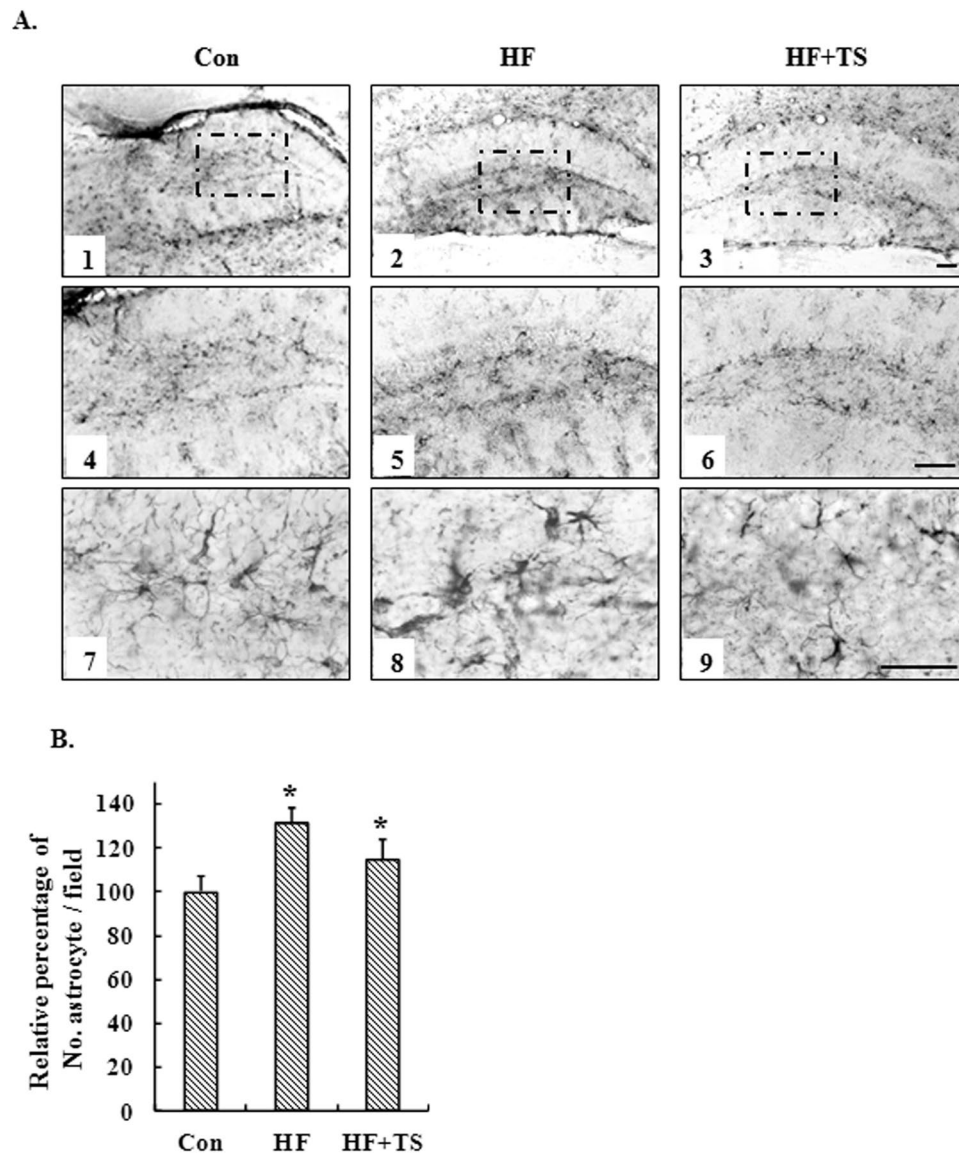 A.
Con HF HF+TS
1 2 3
4 5 6
7 8 9
B.
Relative percentage of
No. astrocyte / field
140
120
100
80
60
40
20
0
* *
Con HF HF+TS